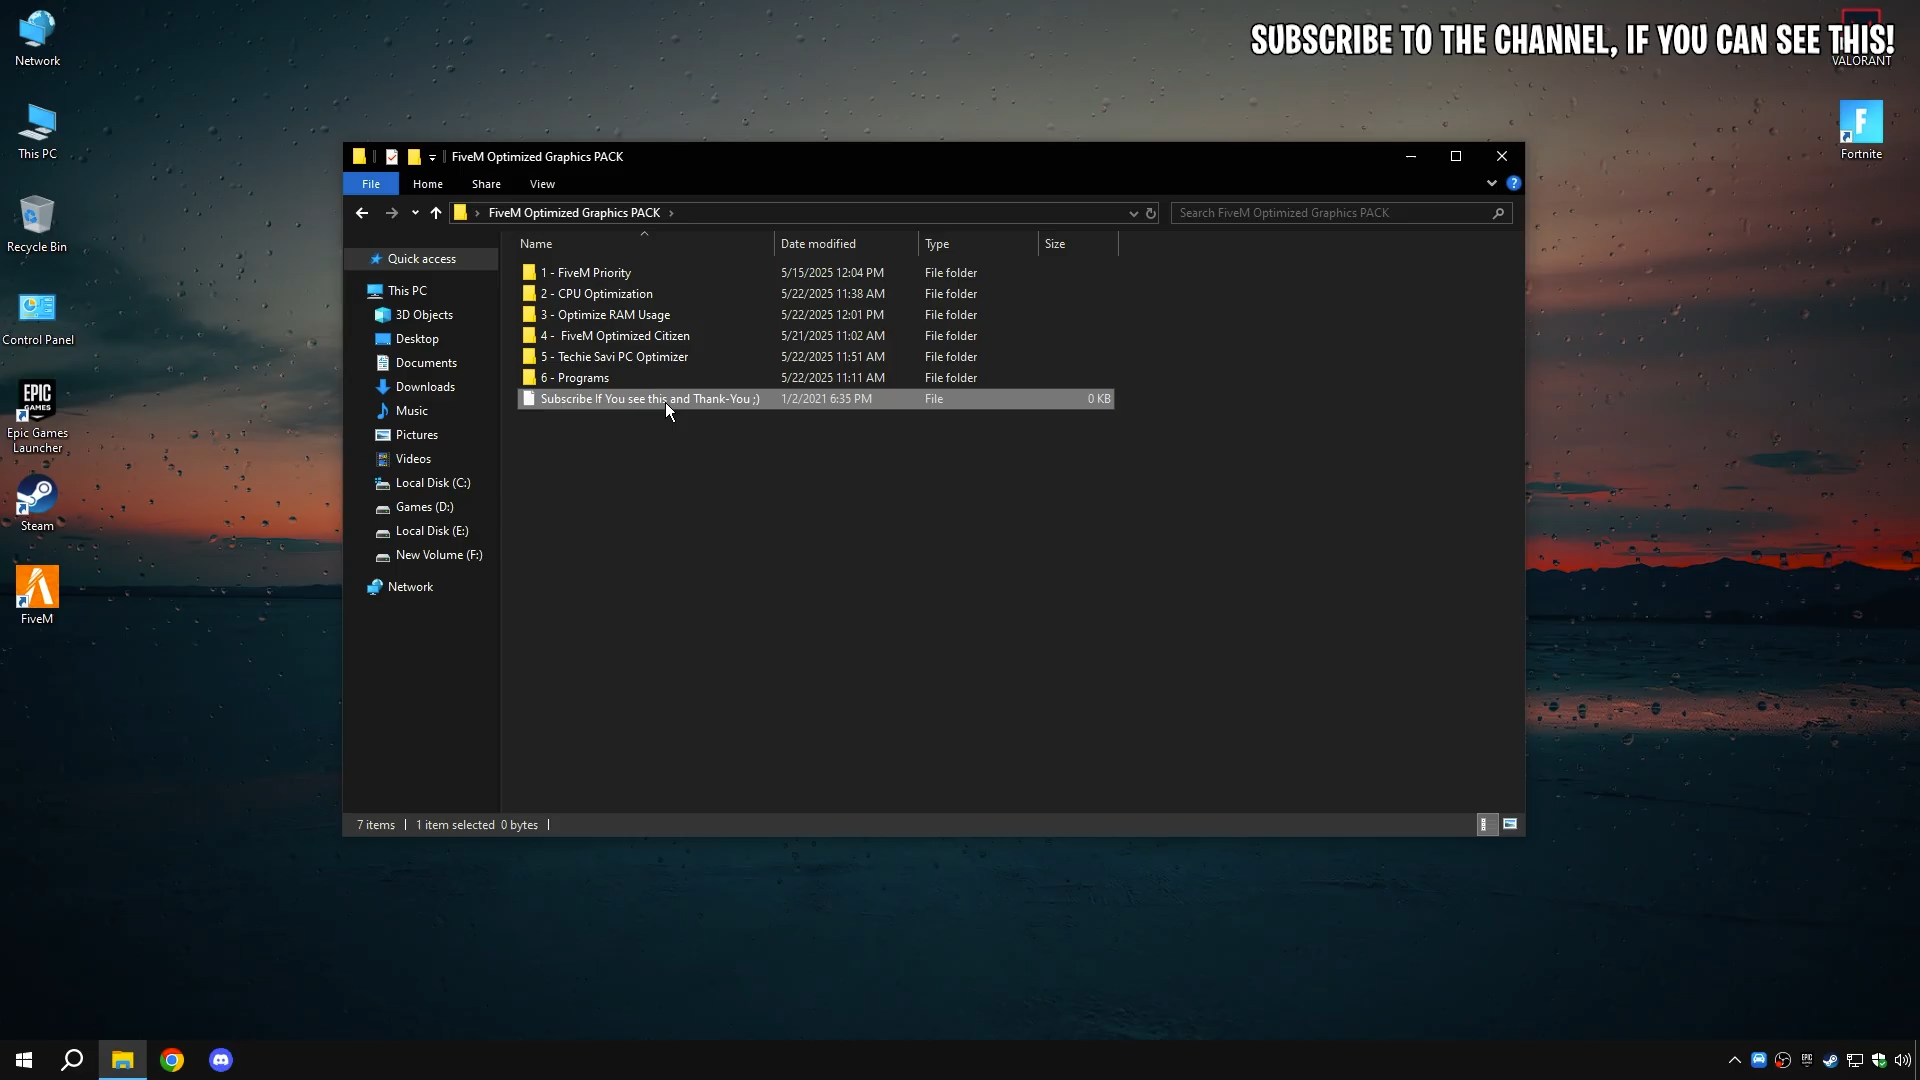 SUBSCRIBE TO THE CHANNEL, IF YOU CAN SEE THIS!
Network
This PC
Recycle Bin
Control Panel
EPIC
GAMES
Epic Games
Launcher
Steam
FiveM
VALORANT
F
Fortnite
FiveM Optimized Graphics PACK
File
Home
Share
View
?
FiveM Optimized Graphics PACK
Search FiveM Optimized Graphics PACK
Name
Date modified
Type
Size
Quick access
This PC
3D Objects
Desktop
Documents
Downloads
Music
Pictures
Videos
Local Disk (C:)
Games (D:)
Local Disk (E:)
New Volume (F:)
Network
1 - FiveM Priority 5/15/2025 12:04 PM File folder
2 - CPU Optimization 5/22/2025 11:38 AM File folder
3 - Optimize RAM Usage 5/22/2025 12:01 PM File folder
4 -  FiveM Optimized Citizen 5/21/2025 11:02 AM File folder
5 - Techie Savi PC Optimizer 5/22/2025 11:51 AM File folder
6 - Programs 5/22/2025 11:11 AM File folder
Subscribe If You see this and Thank-You ;) 1/2/2021 6:35 PM File 0 KB
7 items
1 item selected 0 bytes
EPIC